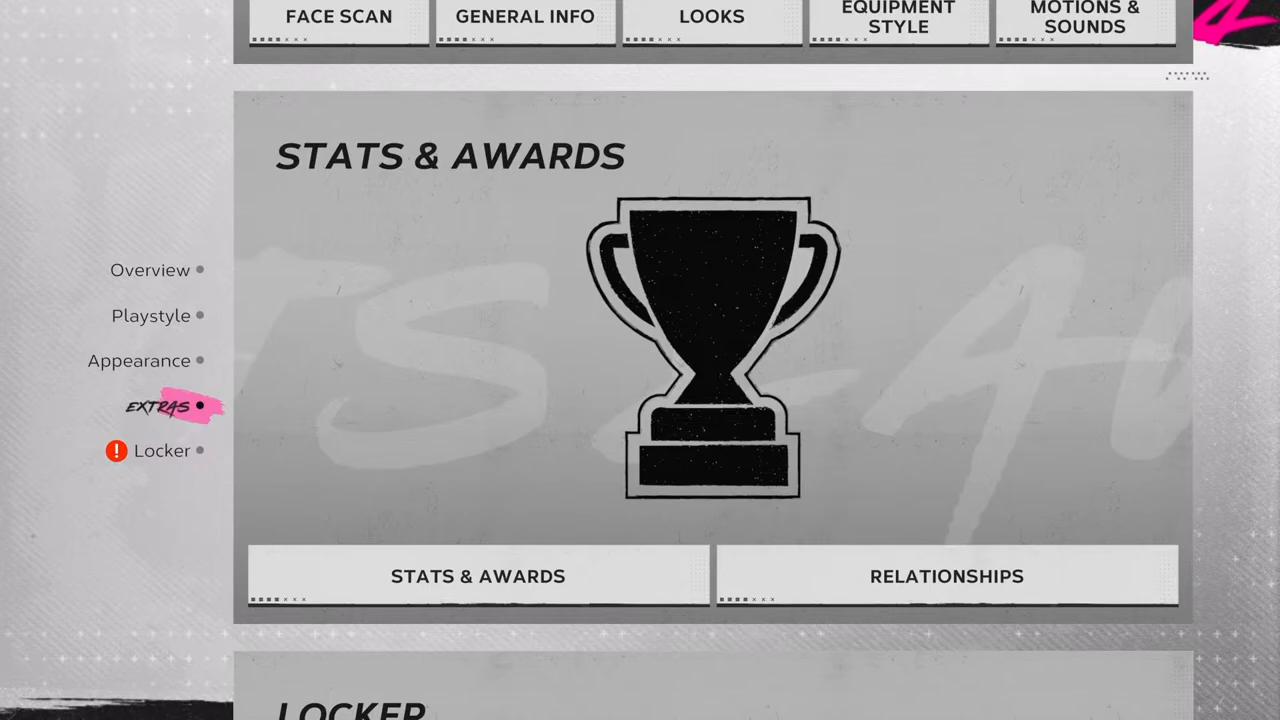 FACE SCAN
GENERAL INFO
LOOKS
EQUIPMENT
STYLE
MOTIONS &
SOUNDS
STATS & AWARDS
Overview
Playstyle
Appearance
EXTRAS
! Locker
STATS & AWARDS
RELATIONSHIPS
LOCKER